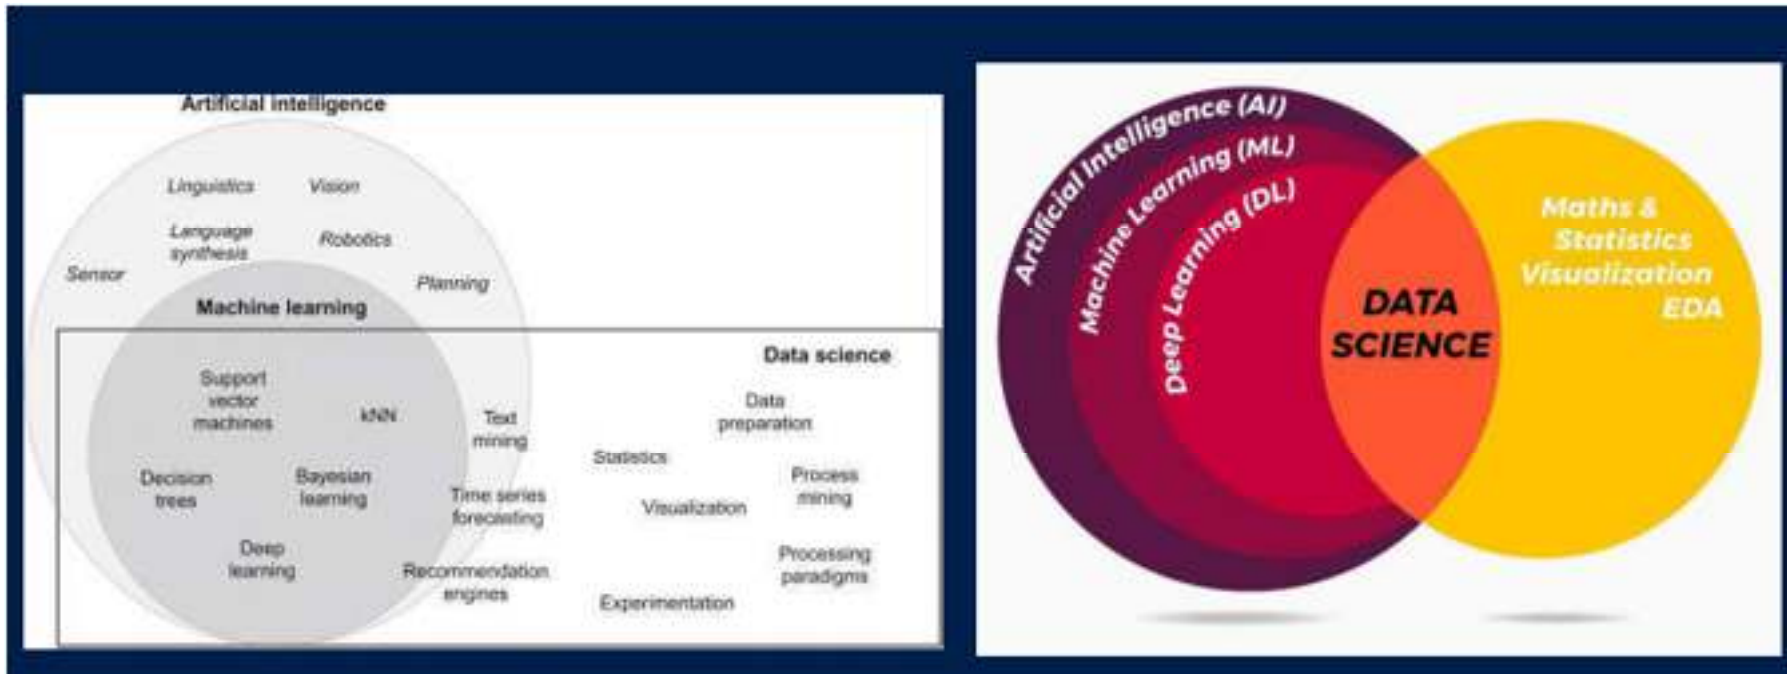 Artificial intelligence
Linguistics
Vision
Language
synthesis
Robotics
Sensor
Planning
Machine learning
Data science
Support
vector
machines
kNN
Text
mining
Data
preparation
Statistics
Decision
trees
Bayesian
learning
Time series
forecasting
Visualization
Process
mining
Deep
learning
Recommendation
engines
Processing
paradigms
Experimentation
Artificial Intelligence (AI)
Machine Learning (ML)
Deep Learning (DL)
DATA
SCIENCE
Maths &
Statistics
Visualization
EDA